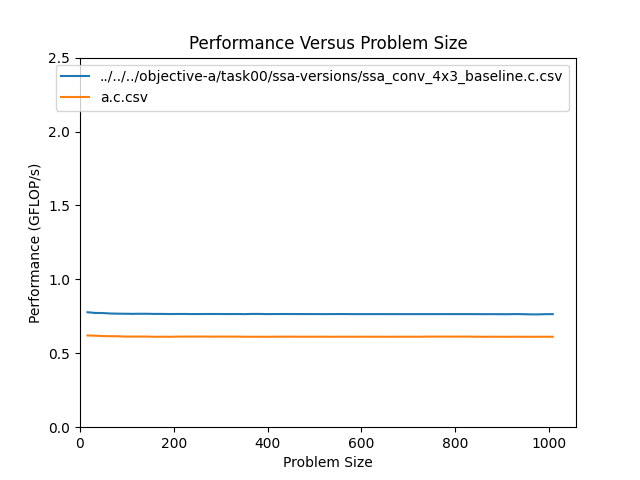 Performance Versus Problem Size
../../../objective-a/task00/ssa-versions/ssa_conv_4x3_baseline.c.csv
a.c.csv
2.5
2.0
1.5
1.0
0.5
0.0
Performance (GFLOP/s)
0 200 400 600 800 1000
Problem Size